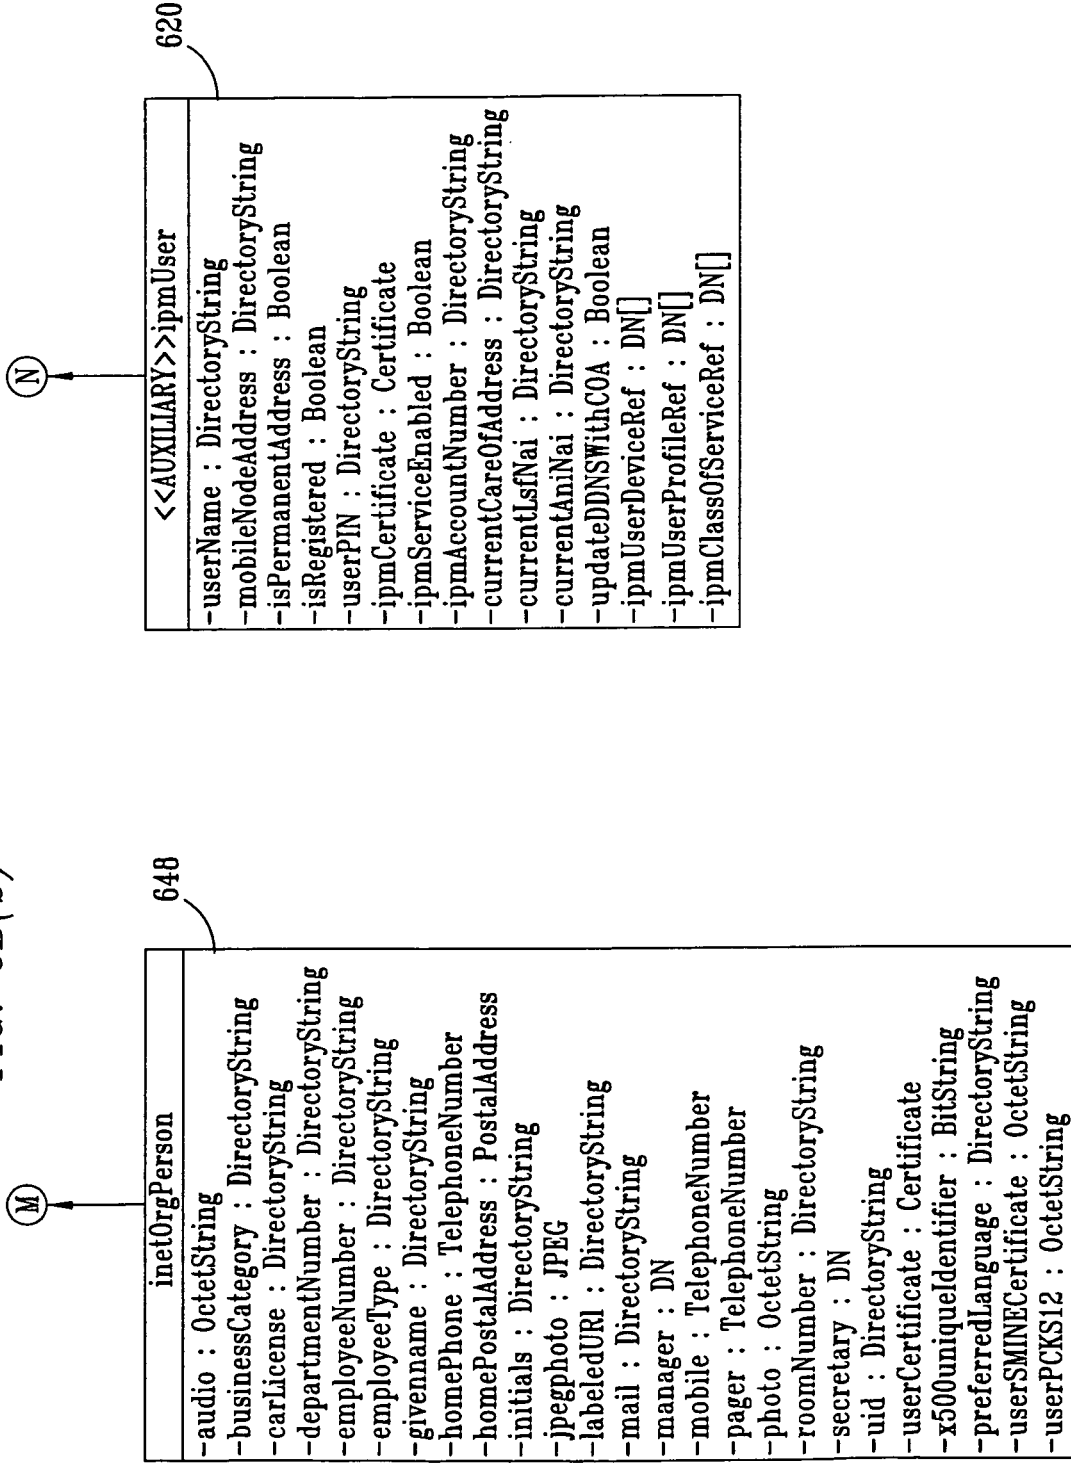 M
648
inetOrgPerson
-audio : OctetString
-businessCategory : DirectoryString
-carLicense : DirectoryString
-departmentNumber : DirectoryString
-employeeNumber : DirectoryString
-employeeType : DirectoryString
-givenname : DirectoryString
-homePhone : TelephoneNumber
-homePostalAddress : PostalAddress
-initials : DirectoryString
-jpegphoto : JPEG
-labeledURI : DirectoryString
-mail : DirectoryString
-manager : DN
-mobile : TelephoneNumber
-pager : TelephoneNumber
-photo : OctetString
-roomNumber : DirectoryString
-secretary : DN
-uid : DirectoryString
-userCertificate : Certificate
-x500uniqueIdentifier : BitString
-preferredLanguage : DirectoryString
-userSMINECertificate : OctetString
-userPCKS12 : OctetString
N
620
<<AUXILIARY>>ipmUser
-userName : DirectoryString
-mobileNodeAddress : DirectoryString
-isPermanentAddress : Boolean
-isRegistered : Boolean
-userPIN : DirectoryString
-ipmCertificate : Certificate
-ipmServiceEnabled : Boolean
-ipmAccountNumber : DirectoryString
-currentCareOfAddress : DirectoryString
-currentLsfNai : DirectoryString
-currentAniNai : DirectoryString
-updateDDNSWithCOA : Boolean
-ipmUserDeviceRef : DN[]
-ipmUserProfileRef : DN[]
-ipmClassOfServiceRef : DN[]